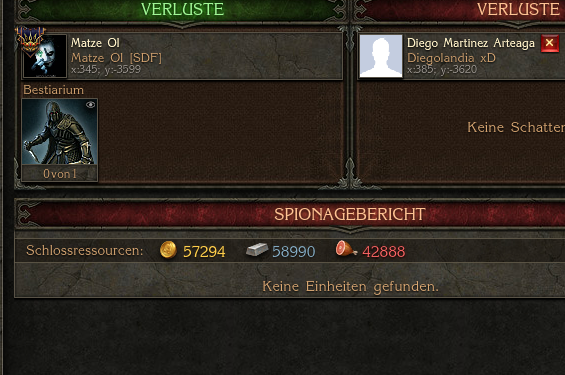 VERLUSTE
VERLUSTE
Matze Ol
Matze Ol [SDF]
x:345; y:-3599
Diego Martinez Arteaga
Diegolandia xD
x:385; y:-3620
Bestiarium
0von1
Keine Schatten
SPIONAGEBERICHT
Schlossressourcen: 57294 58990 42888
Keine Einheiten gefunden.